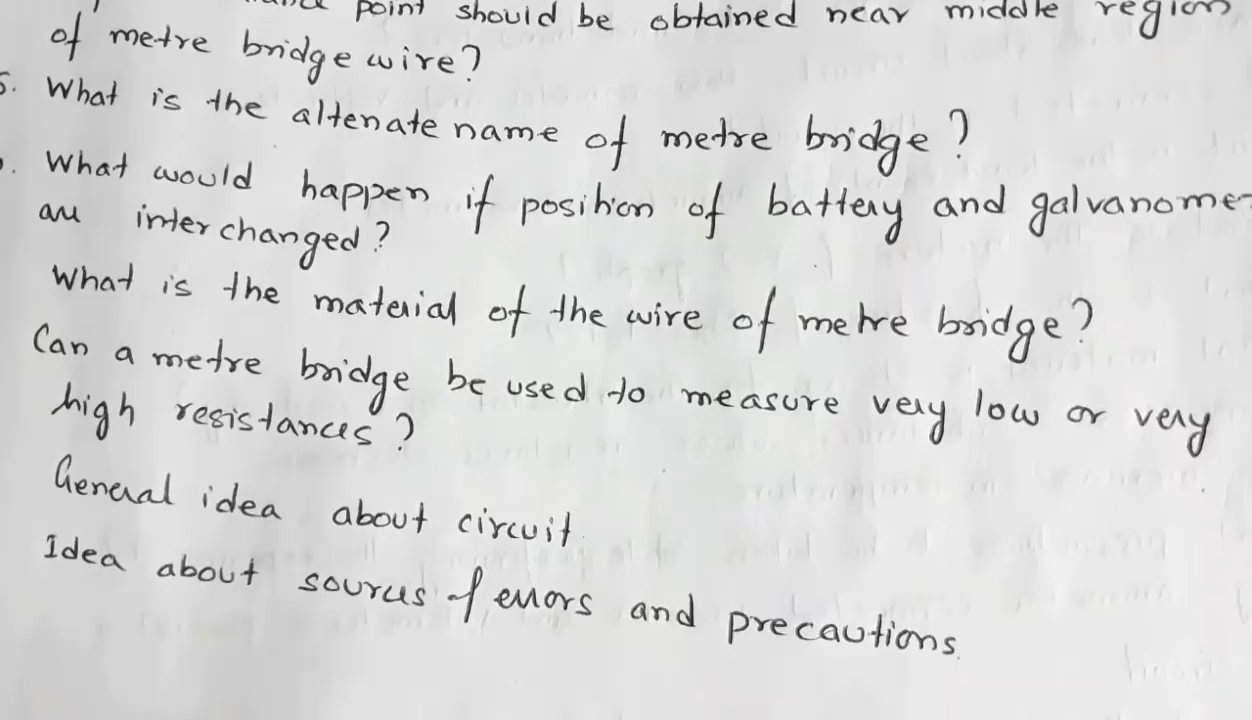 point should be obtained near middle region
of metre bridge wire?
5. What is the altenate name of metre bridge?
What would happen if position of battery and galvanome
are interchanged?
What is the material of the wire of metre bridge?
Can a metre bridge be used to measure very low or very
high resistances?
General idea about circuit.
Idea about sources of errors and precautions.